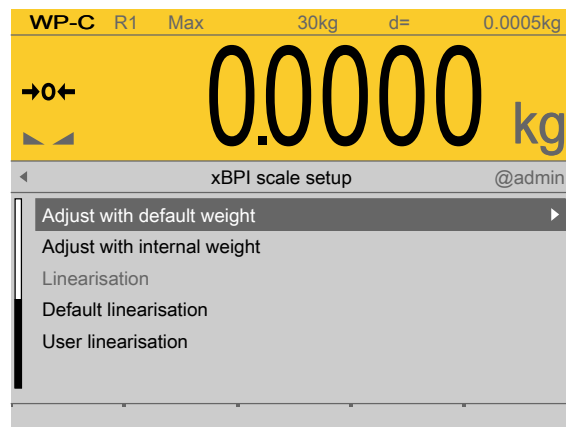 WP-C R1 Max 30kg d= 0.0005kg
→0←
0.0000 kg
xBPI scale setup @admin
Adjust with default weight
Adjust with internal weight
Linearisation
Default linearisation
User linearisation